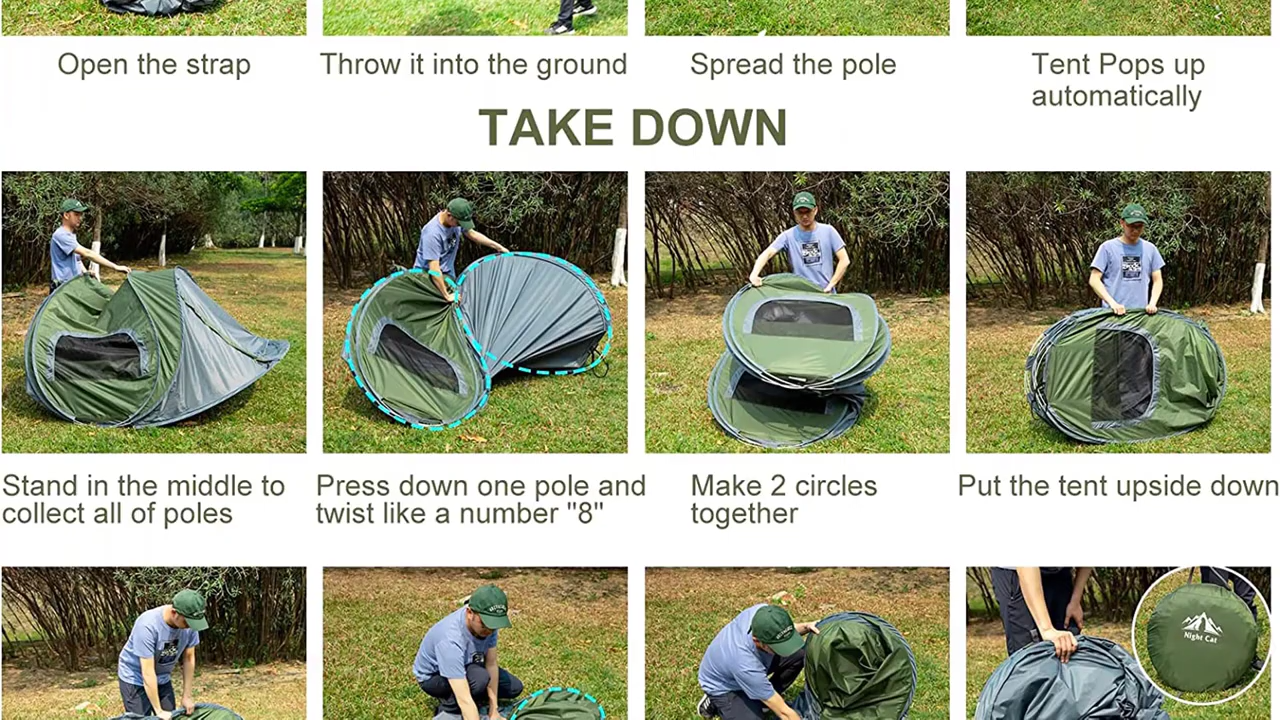 Open the strap
Throw it into the ground
Spread the pole
Tent Pops up
automatically
TAKE DOWN
Stand in the middle to
collect all of poles
Press down one pole and
twist like a number "8"
Make 2 circles
together
Put the tent upside down
Night Cat